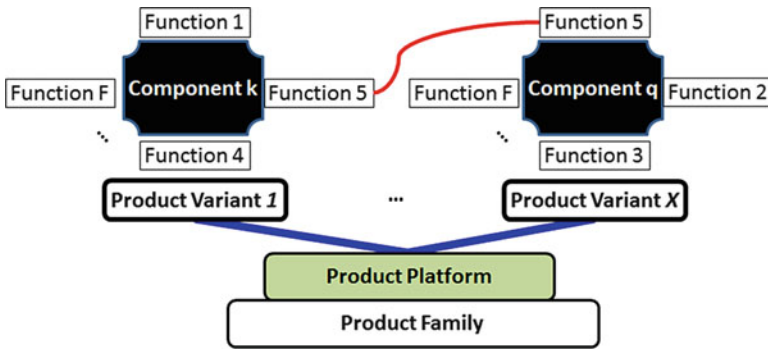 Function 1
Function 5
Function F
Component k
Function 5
Function F
Component q
Function 2
...
...
Function 4
Function 3
Product Variant 1
...
Product Variant X
Product Platform
Product Family